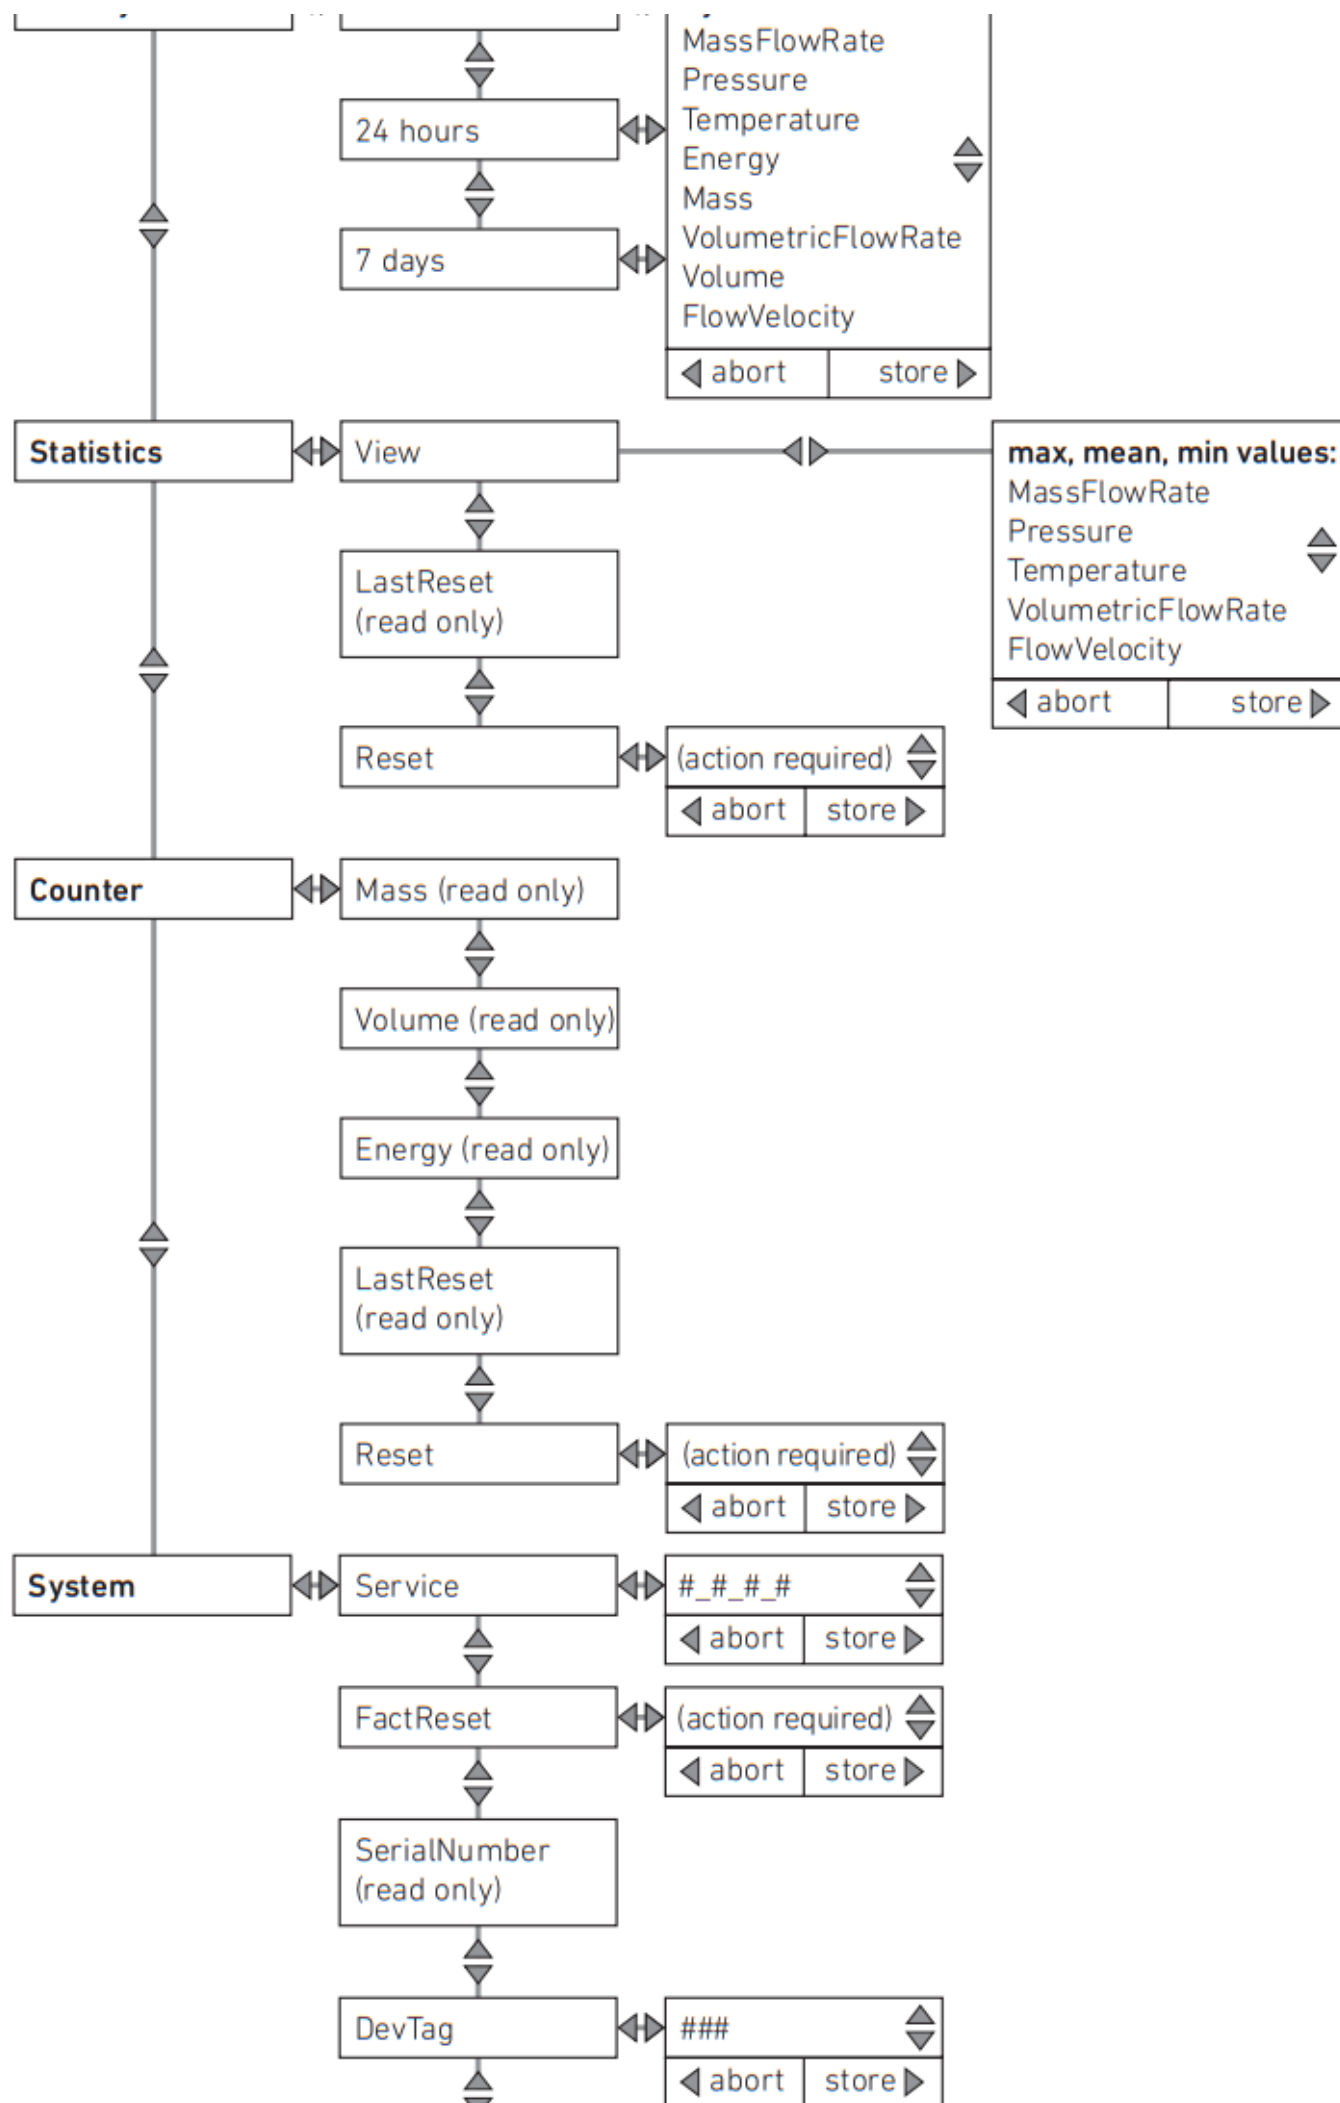 MassFlowRate
Pressure
24 hours
Temperature
Energy
Mass
VolumetricFlowRate
7 days
Volume
FlowVelocity
abort
store
Statistics
View
max, mean, min values:
MassFlowRate
Pressure
Temperature
VolumetricFlowRate
FlowVelocity
abort
store
LastReset
(read only)
Reset
(action required)
abort
store
Counter
Mass (read only)
Volume (read only)
Energy (read only)
LastReset
(read only)
Reset
(action required)
abort
store
System
Service
#_#_#_#
abort
store
FactReset
(action required)
abort
store
SerialNumber
(read only)
DevTag
###
abort
store